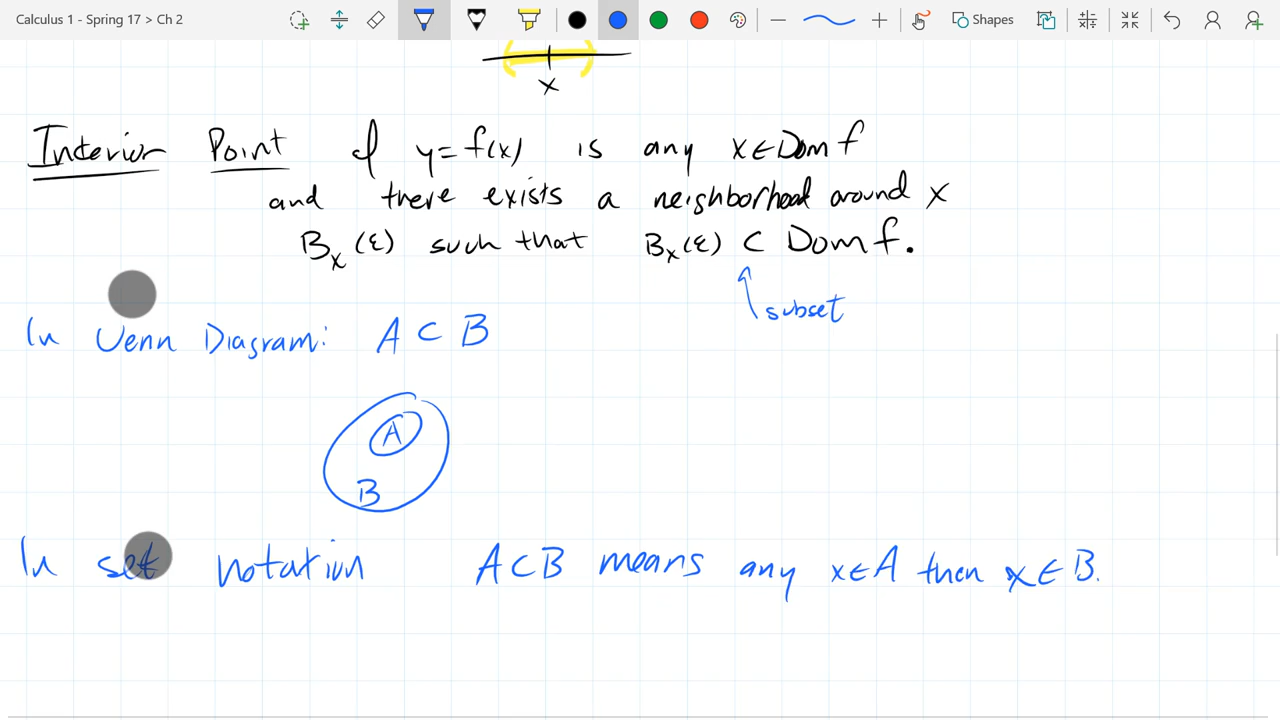 Calculus 1 - Spring 17 > Ch 2
Shapes
x
Interior Point of y=f(x) is any x∈Dom f
and there exists a neighborhood around x
Bx(ε) such that Bx(ε) ⊂ Dom f.
subset
In Venn Diagram: A ⊂ B
A
B
In set notation A⊂B means any x∈A then x∈B.